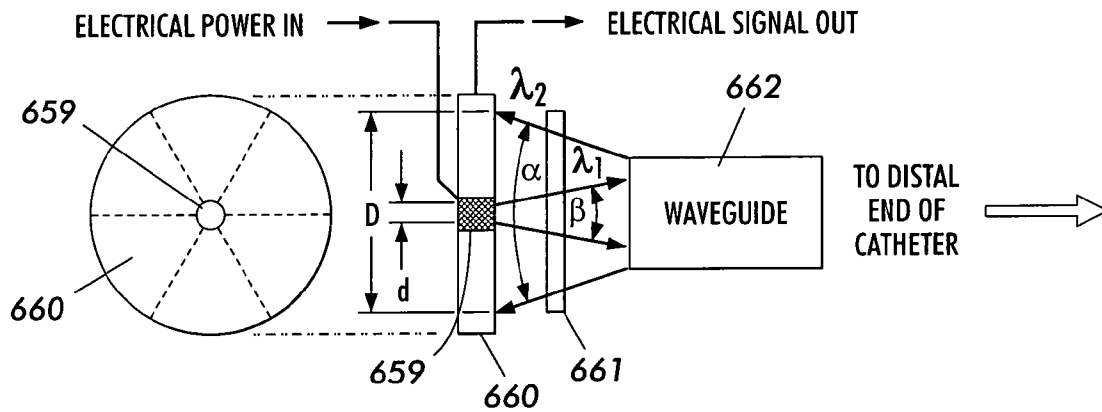 ELECTRICAL POWER IN
ELECTRICAL SIGNAL OUT
659
λ2
662
α
λ1
D
β
WAVEGUIDE
TO DISTAL
END OF
CATHETER
d
660
659
660
661